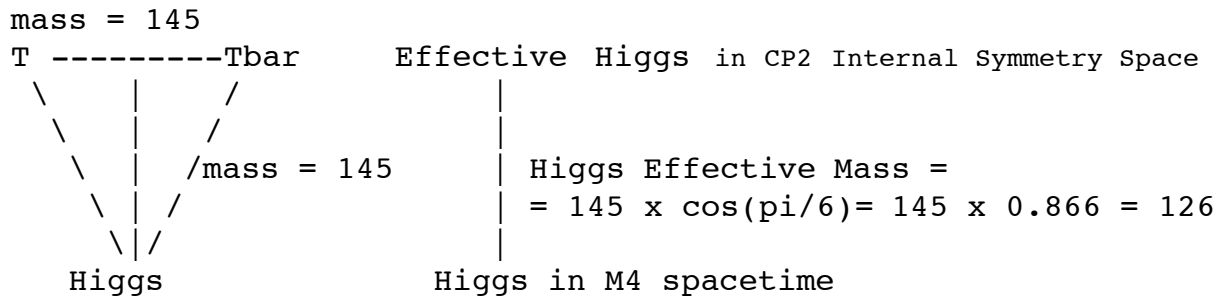 mass = 145
T ---------Tbar Effective Higgs in CP2 Internal Symmetry Space
mass = 145 Higgs Effective Mass =
= 145 x cos(pi/6)= 145 x 0.866 = 126
Higgs Higgs in M4 spacetime